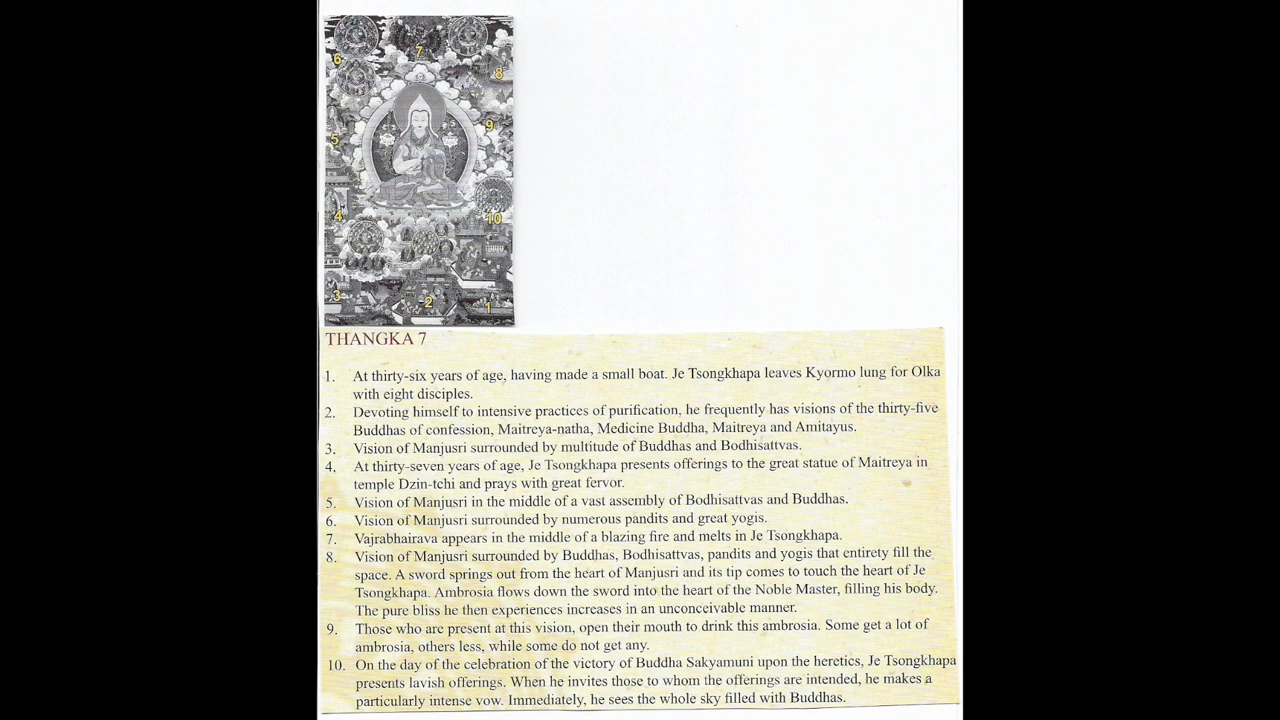 6
7
8
5
9
4
10
3
2
1
THANGKA 7
1. At thirty-six years of age, having made a small boat. Je Tsongkhapa leaves Kyormo lung for Olka
with eight disciples.
2. Devoting himself to intensive practices of purification, he frequently has visions of the thirty-five
Buddhas of confession, Maitreya-natha, Medicine Buddha, Maitreya and Amitayus.
3. Vision of Manjusri surrounded by multitude of Buddhas and Bodhisattvas.
4. At thirty-seven years of age, Je Tsongkhapa presents offerings to the great statue of Maitreya in
temple Dzin-tchi and prays with great fervor.
5. Vision of Manjusri in the middle of a vast assembly of Bodhisattvas and Buddhas.
6. Vision of Manjusri surrounded by numerous pandits and great yogis.
7. Vajrabhairava appears in the middle of a blazing fire and melts in Je Tsongkhapa.
8. Vision of Manjusri surrounded by Buddhas, Bodhisattvas, pandits and yogis that entirety fill the
space. A sword springs out from the heart of Manjusri and its tip comes to touch the heart of Je
Tsongkhapa. Ambrosia flows down the sword into the heart of the Noble Master, filling his body.
The pure bliss he then experiences increases in an unconceivable manner.
9. Those who are present at this vision, open their mouth to drink this ambrosia. Some get a lot of
ambrosia, others less, while some do not get any.
10. On the day of the celebration of the victory of Buddha Sakyamuni upon the heretics, Je Tsongkhapa
presents lavish offerings. When he invites those to whom the offerings are intended, he makes a
particularly intense vow. Immediately, he sees the whole sky filled with Buddhas.